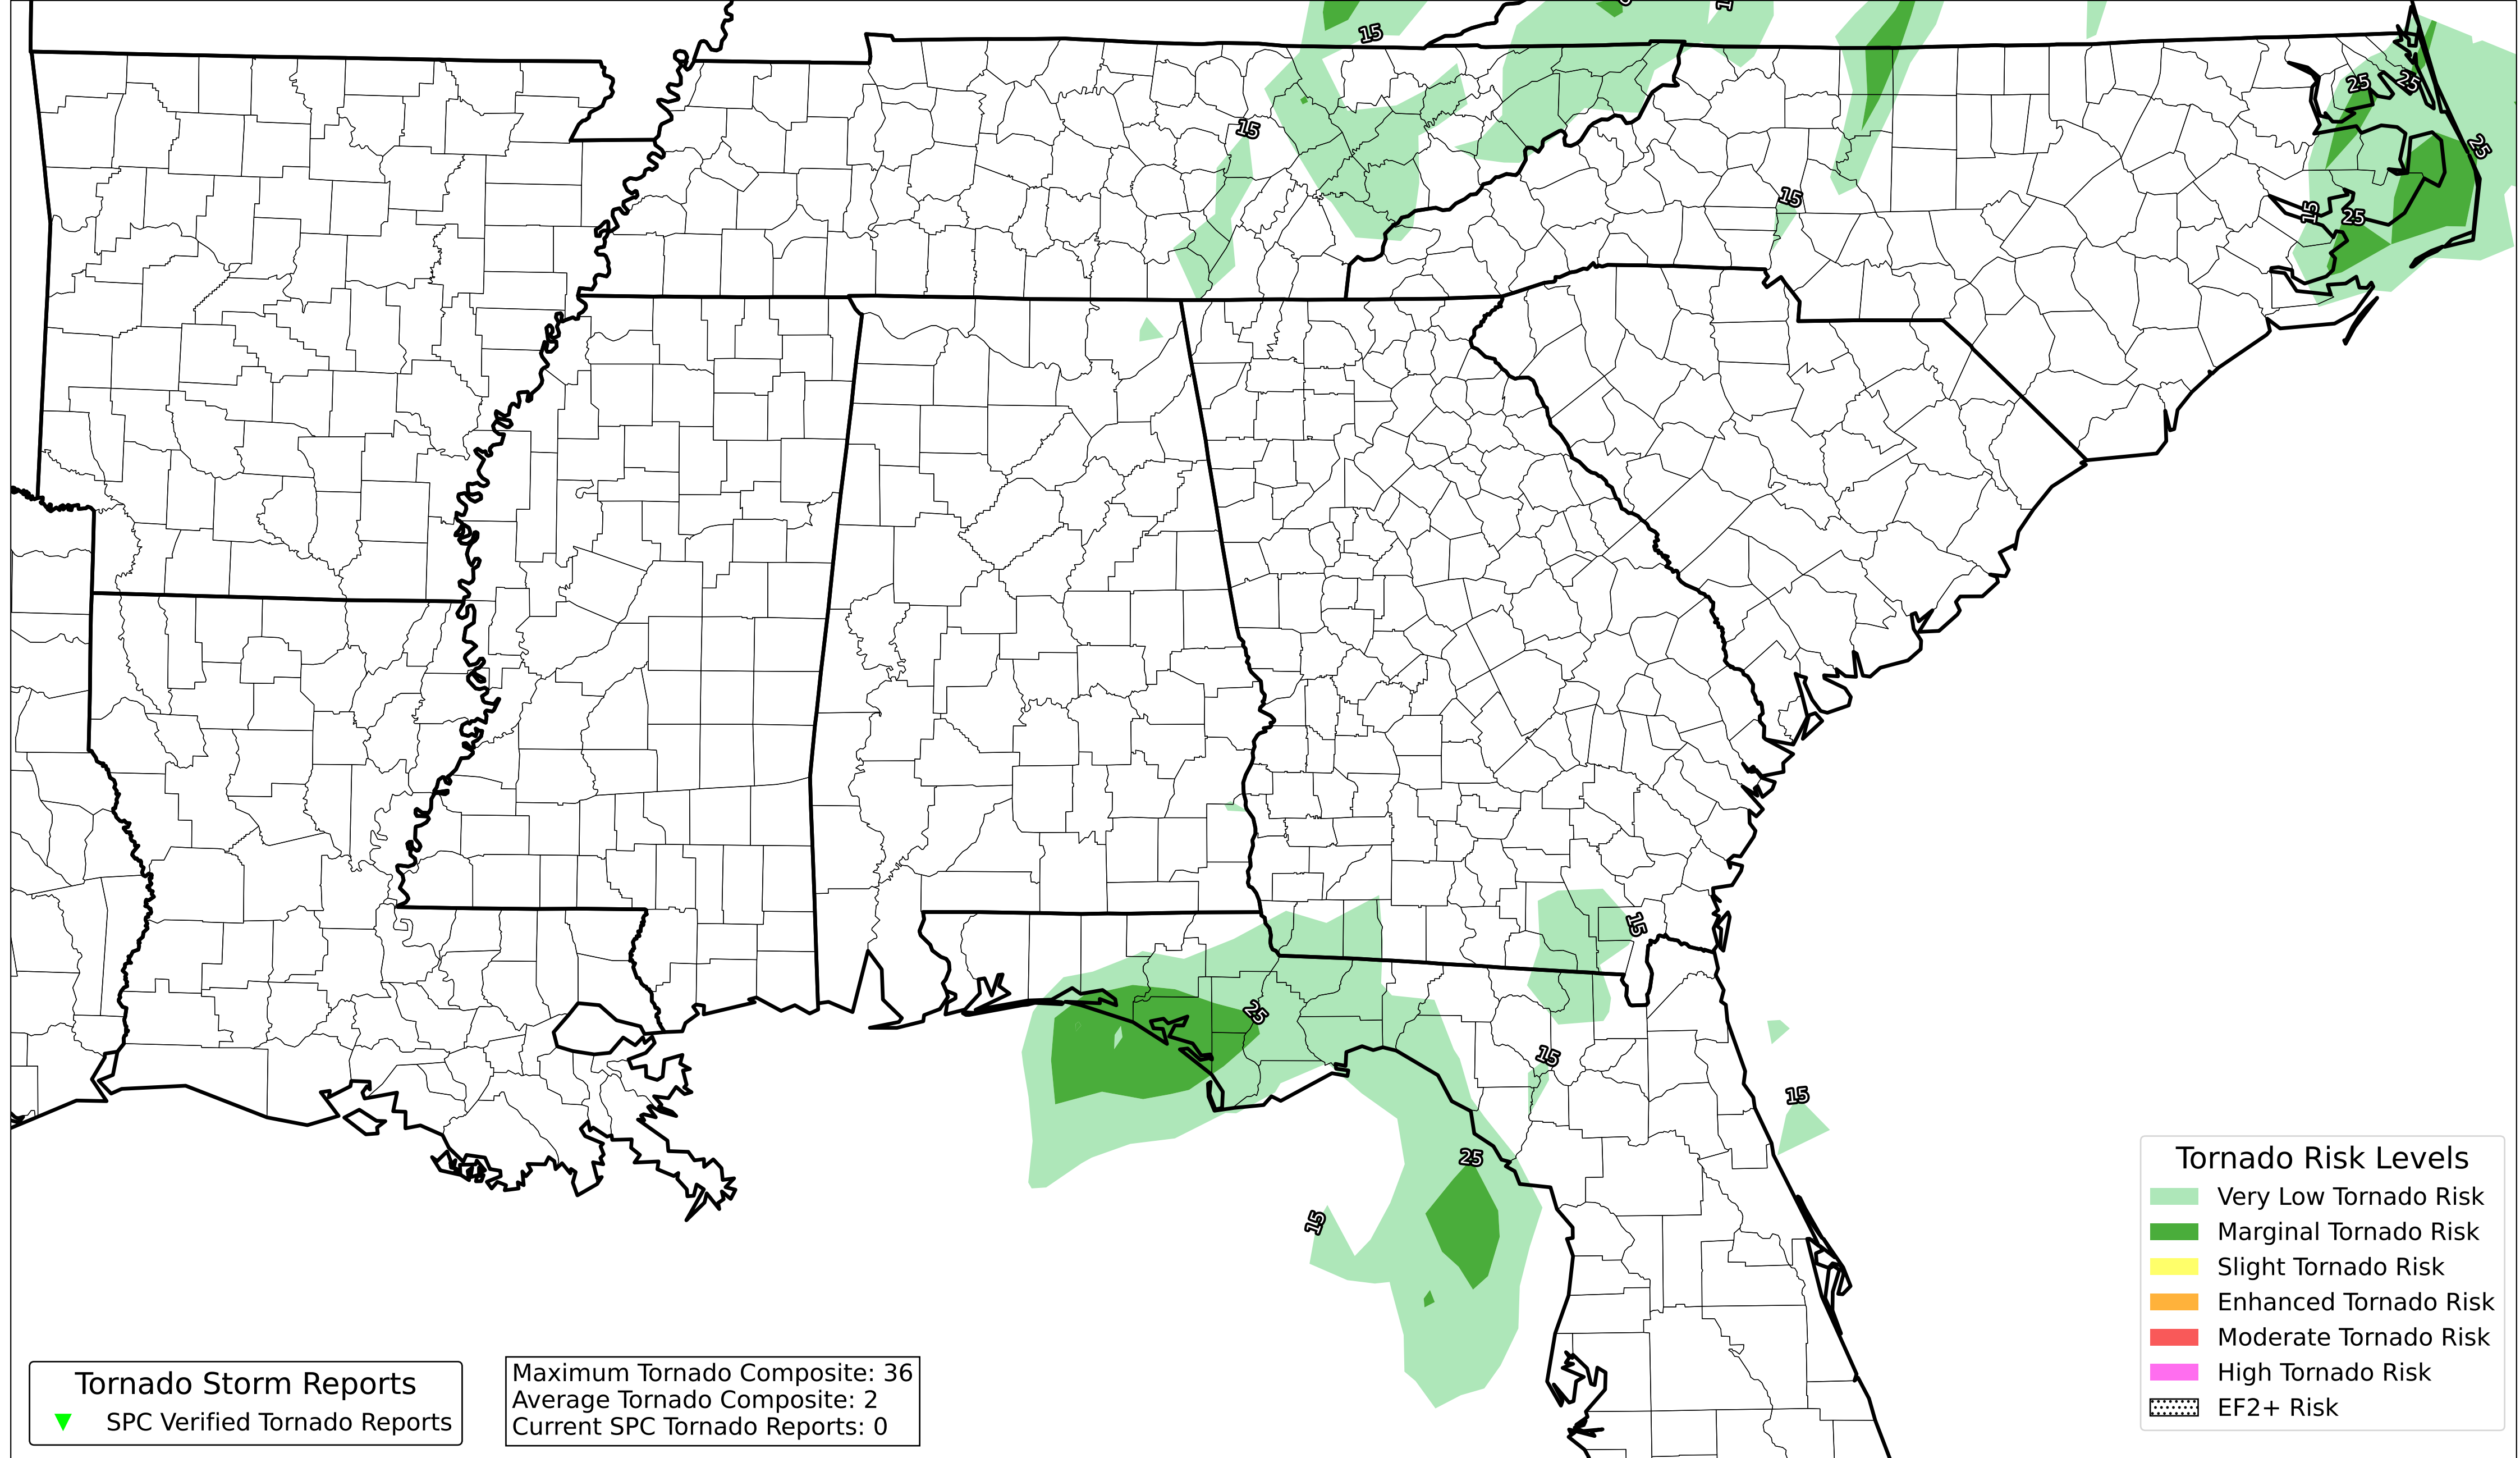 15
15
25
25
15
25
15
25
15
25
15
15
25
15
Tornado Risk Levels
Very Low Tornado Risk
Marginal Tornado Risk
Slight Tornado Risk
Enhanced Tornado Risk
Moderate Tornado Risk
High Tornado Risk
EF2+ Risk
Tornado Storm Reports
SPC Verified Tornado Reports
Maximum Tornado Composite: 36
Average Tornado Composite: 2
Current SPC Tornado Reports: 0